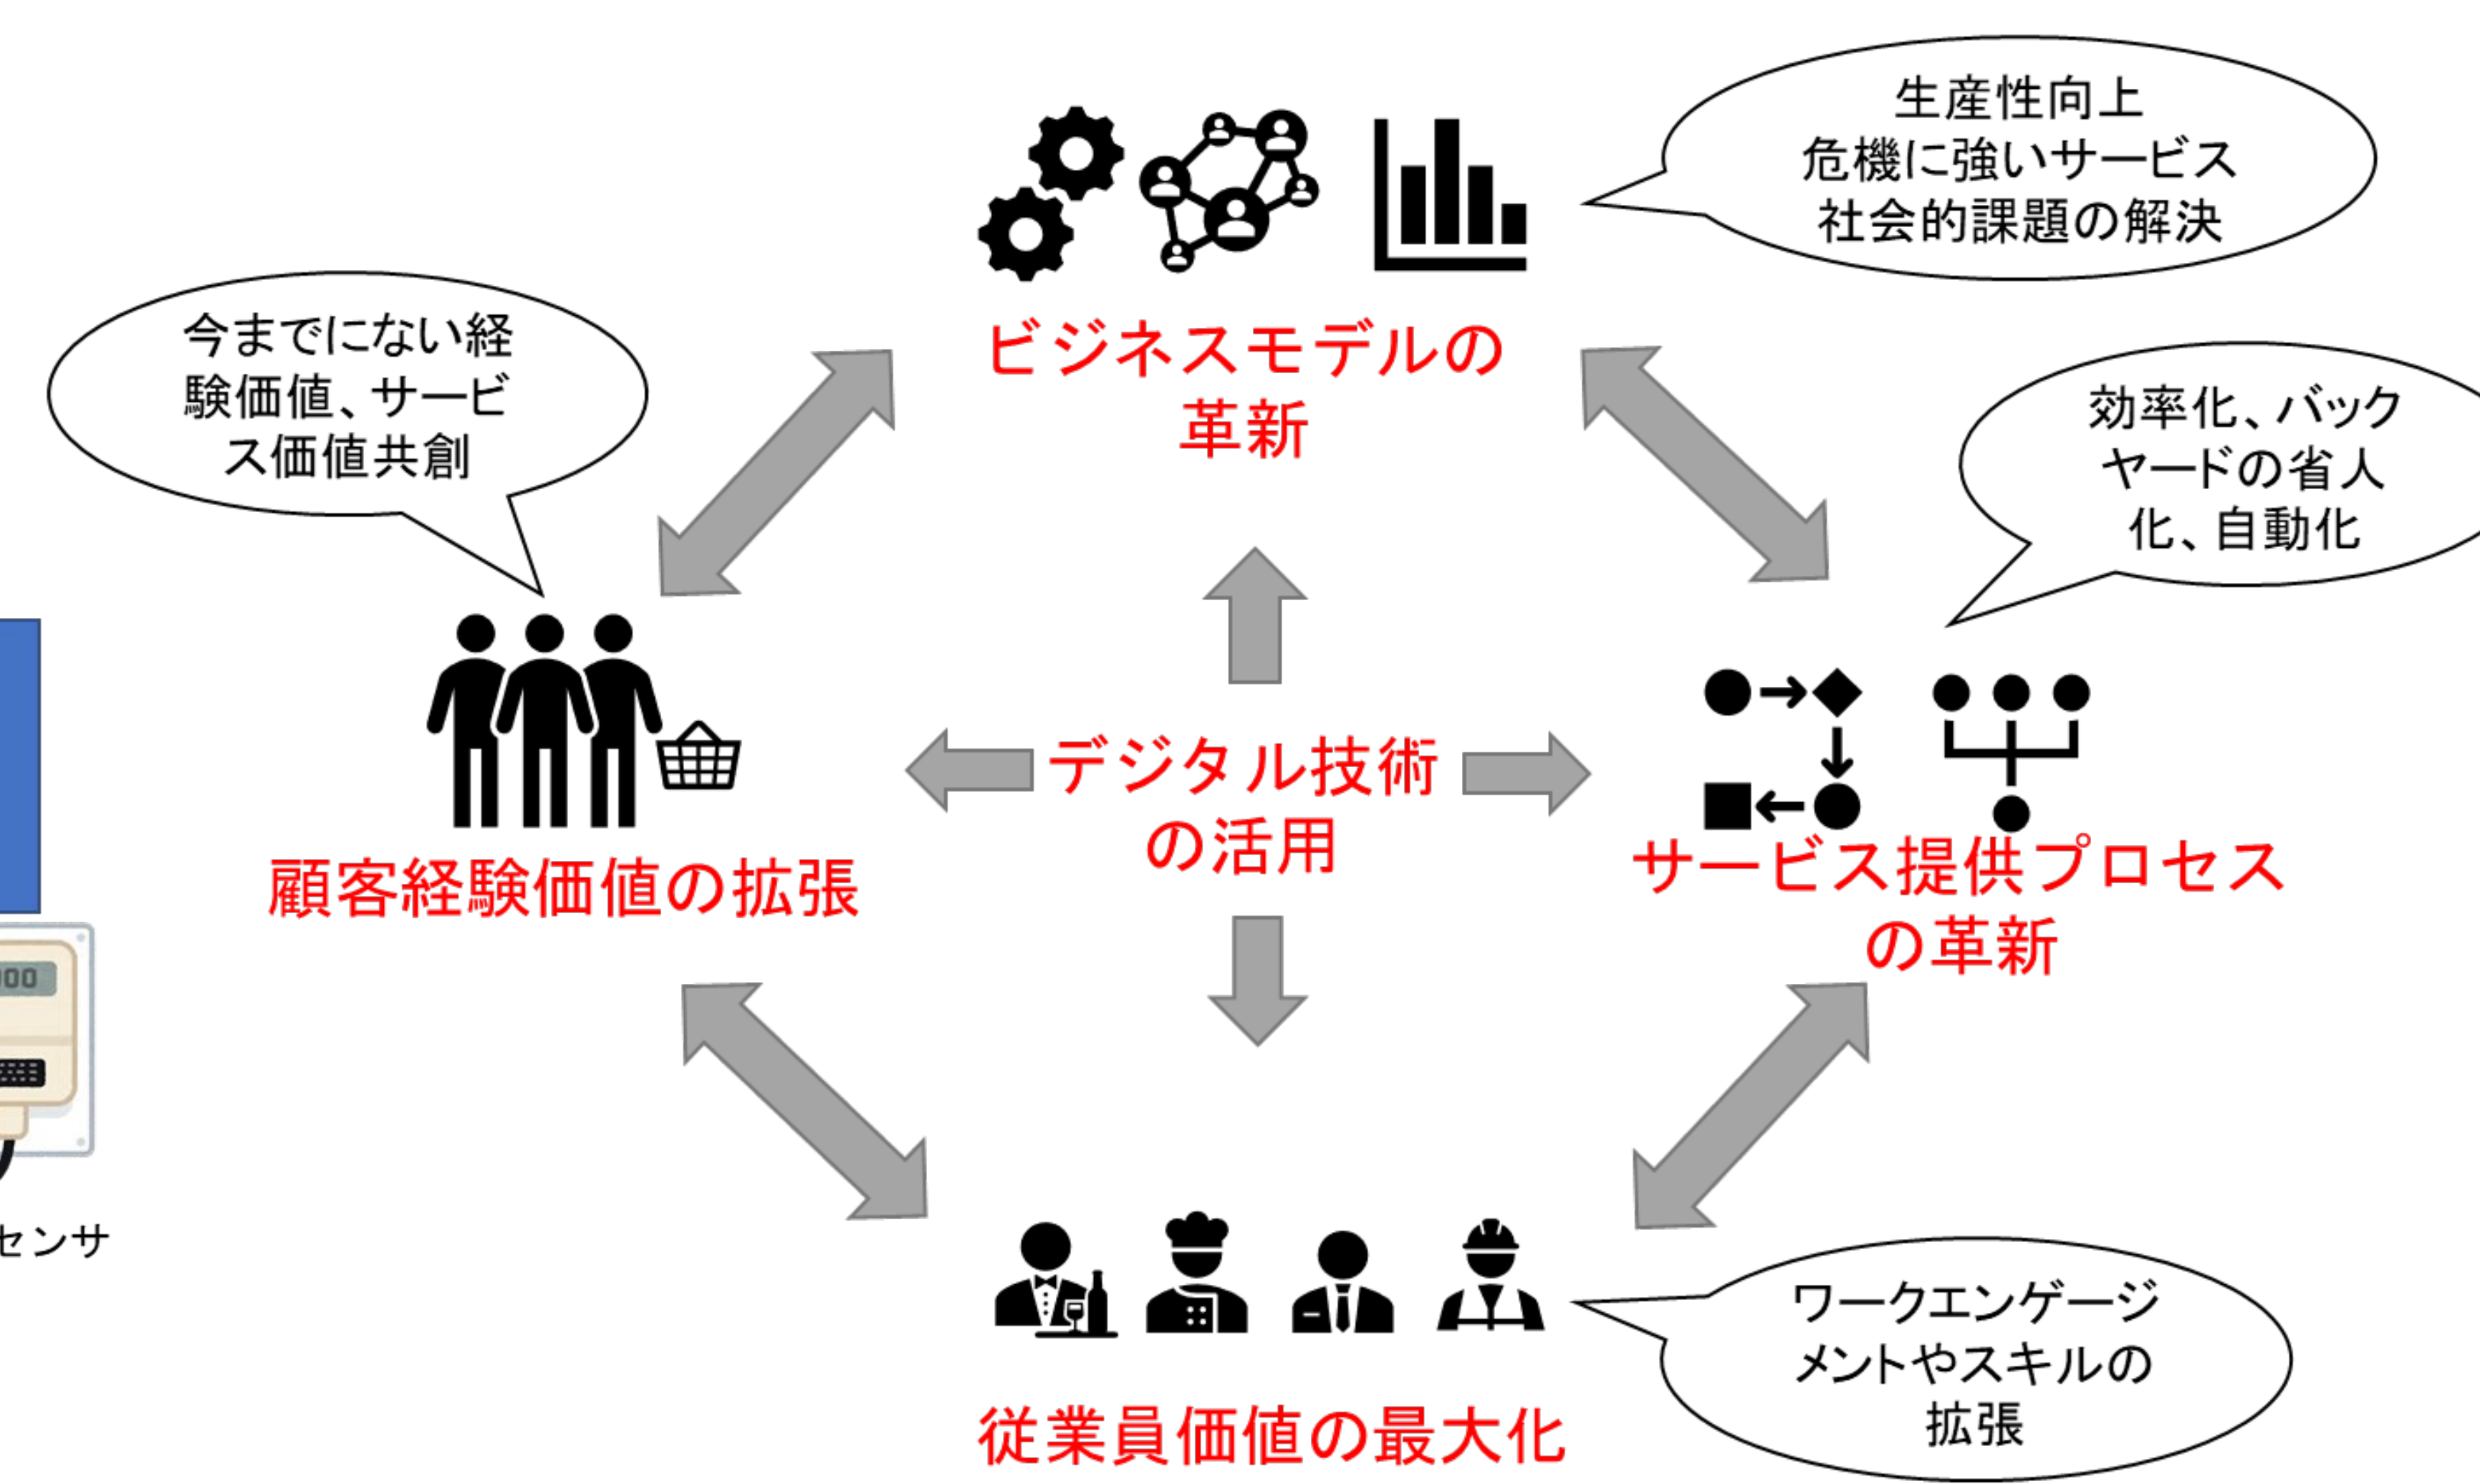 生産性向上
危機に強いサービス
社会的課題の解決
ビジネスモデルの
革新
今までにない経
験価値、サービ
ス価値共創
効率化、バック
ヤードの省人
化、自動化
デジタル技術
の活用
顧客経験価値の拡張
サービス提供プロセス
の革新
00
センサ
ワークエンゲージ
メントやスキルの
拡張
従業員価値の最大化